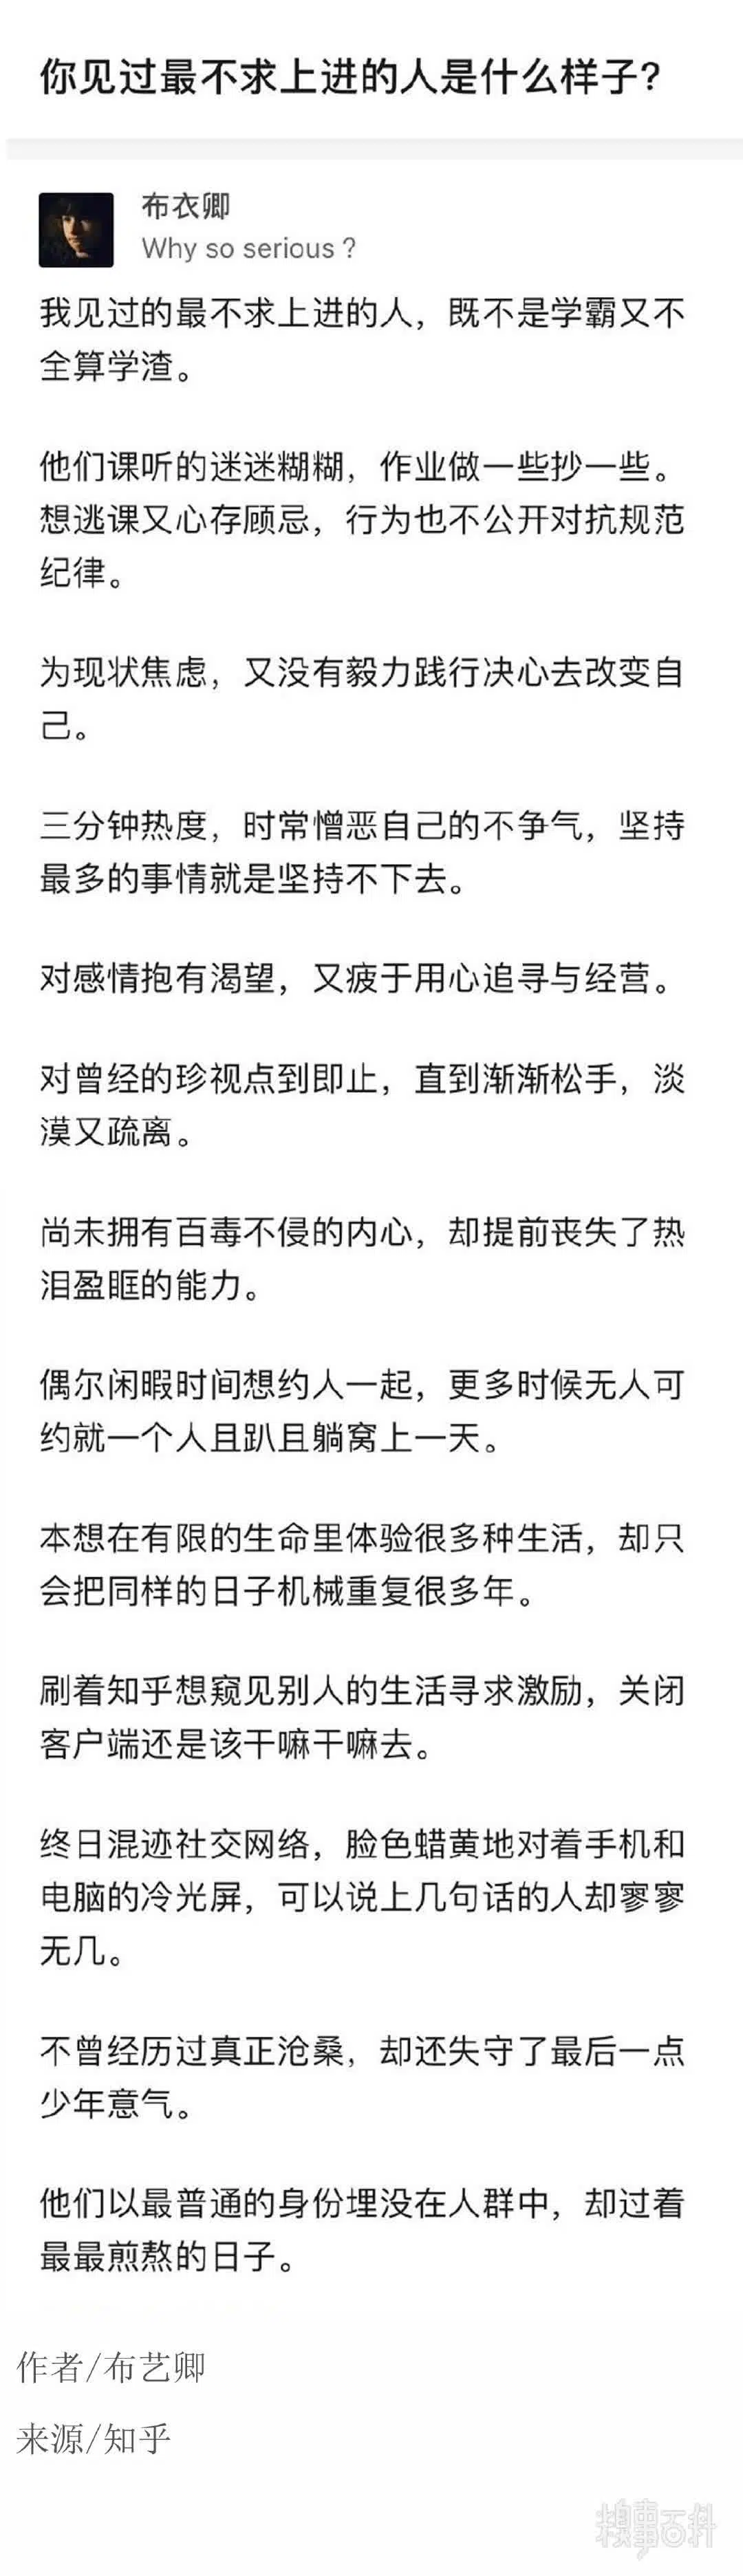 你见过最不求上进的人是什么样子?
布衣卿
Why so serious ?
我见过的最不求上进的人，既不是学霸又不
全算学渣。
他们课听的迷迷糊糊，作业做一些抄一些。
想逃课又心存顾忌，行为也不公开对抗规范
纪律。
为现状焦虑，又没有毅力践行决心去改变自
己。
三分钟热度，时常憎恶自己的不争气，坚持
最多的事情就是坚持不下去。
对感情抱有渴望，又疲于用心追寻与经营。
对曾经的珍视点到即止，直到渐渐松手，淡
漠又疏离。
尚未拥有百毒不侵的内心，却提前丧失了热
泪盈眶的能力。
偶尔闲暇时间想约人一起，更多时候无人可
约就一个人且趴且躺窝上一天。
本想在有限的生命里体验很多种生活，却只
会把同样的日子机械重复很多年。
刷着知乎想窥见别人的生活寻求激励，关闭
客户端还是该干嘛干嘛去。
终日混迹社交网络，脸色蜡黄地对着手机和
电脑的冷光屏，可以说上几句话的人却寥寥
无几。
不曾经历过真正沧桑，却还失守了最后一点
少年意气。
他们以最普通的身份埋没在人群中，却过着
最最煎熬的日子。
作者/布艺卿
来源/知乎
糗事百科